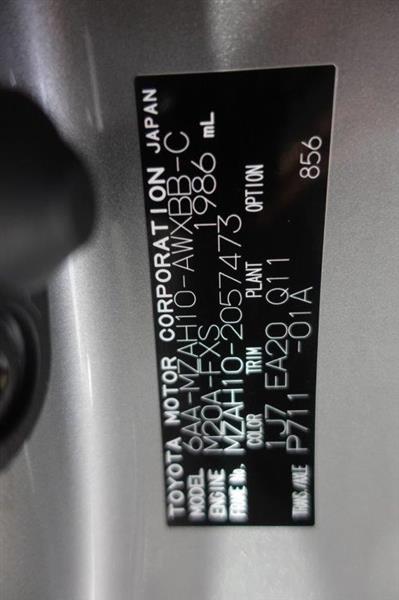 TOYOTA MOTOR CORPORATION JAPAN
MODEL 6AA-MZAH10-AWXBB-C
ENGINE M20A-FXS 1986 mL
FRAME No. MZAH10-2057473
COLOR TRIM PLANT OPTION
1J7 EA20 Q11
TRANS./AXLE P711 -01A 856